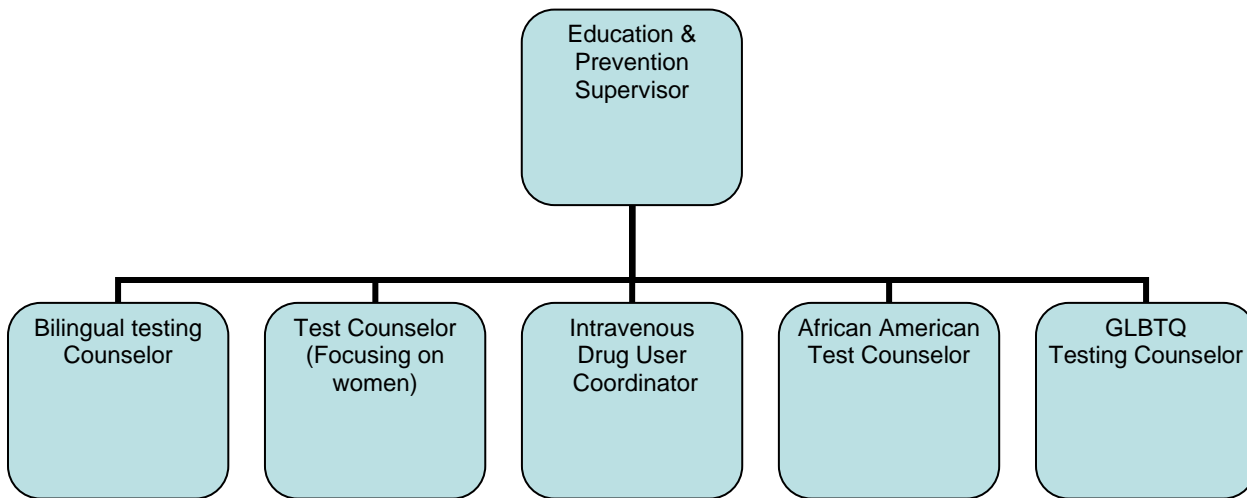 Education &
Prevention
Supervisor
Bilingual testing
Counselor
Test Counselor
(Focusing on
women)
Intravenous
Drug User
Coordinator
African American
Test Counselor
GLBTQ
Testing Counselor